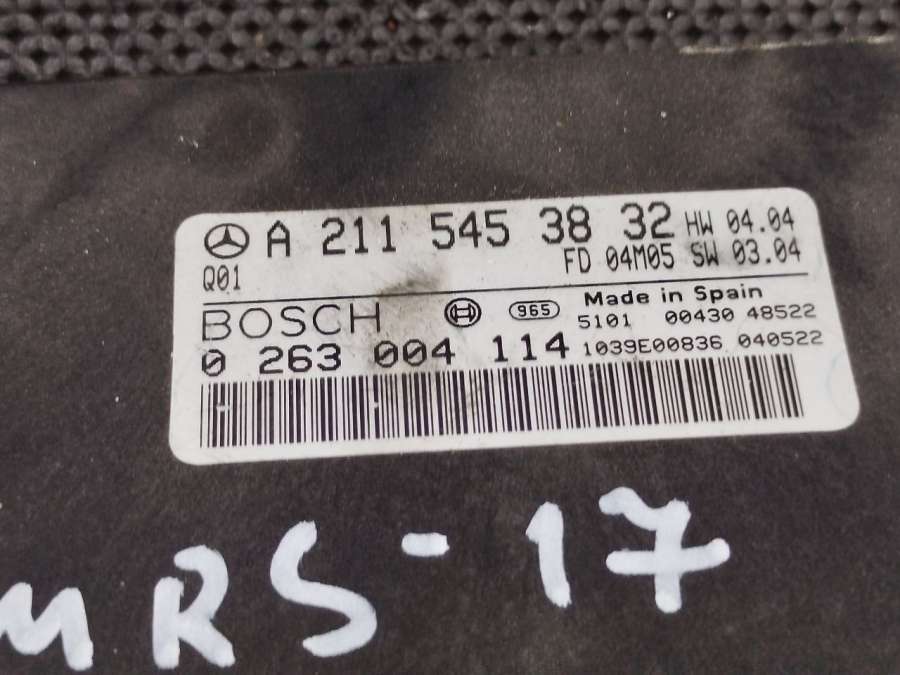 A 211 545 38 32 HW 04.04
Q01 FD 04M05 SW 03.04
BOSCH 965 Made in Spain
5101 00430 48522
0 263 004 114 1039E00836 040522
MRS-17